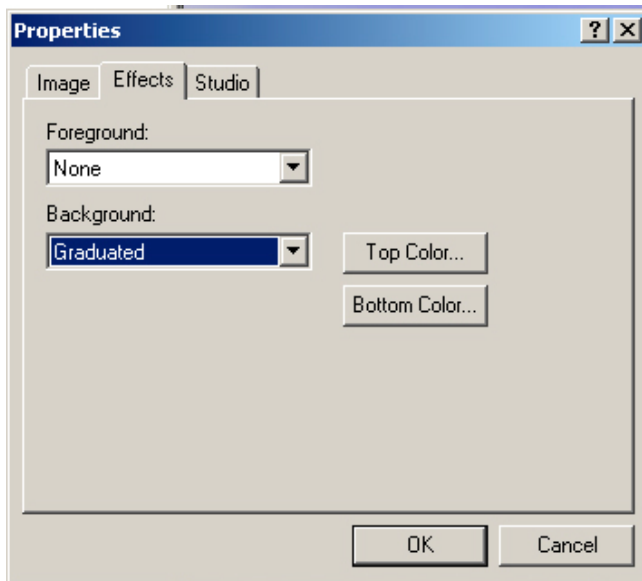 Properties
Image Effects Studio
Foreground:
None
Background:
Graduated Top Color...
Bottom Color...
OK Cancel